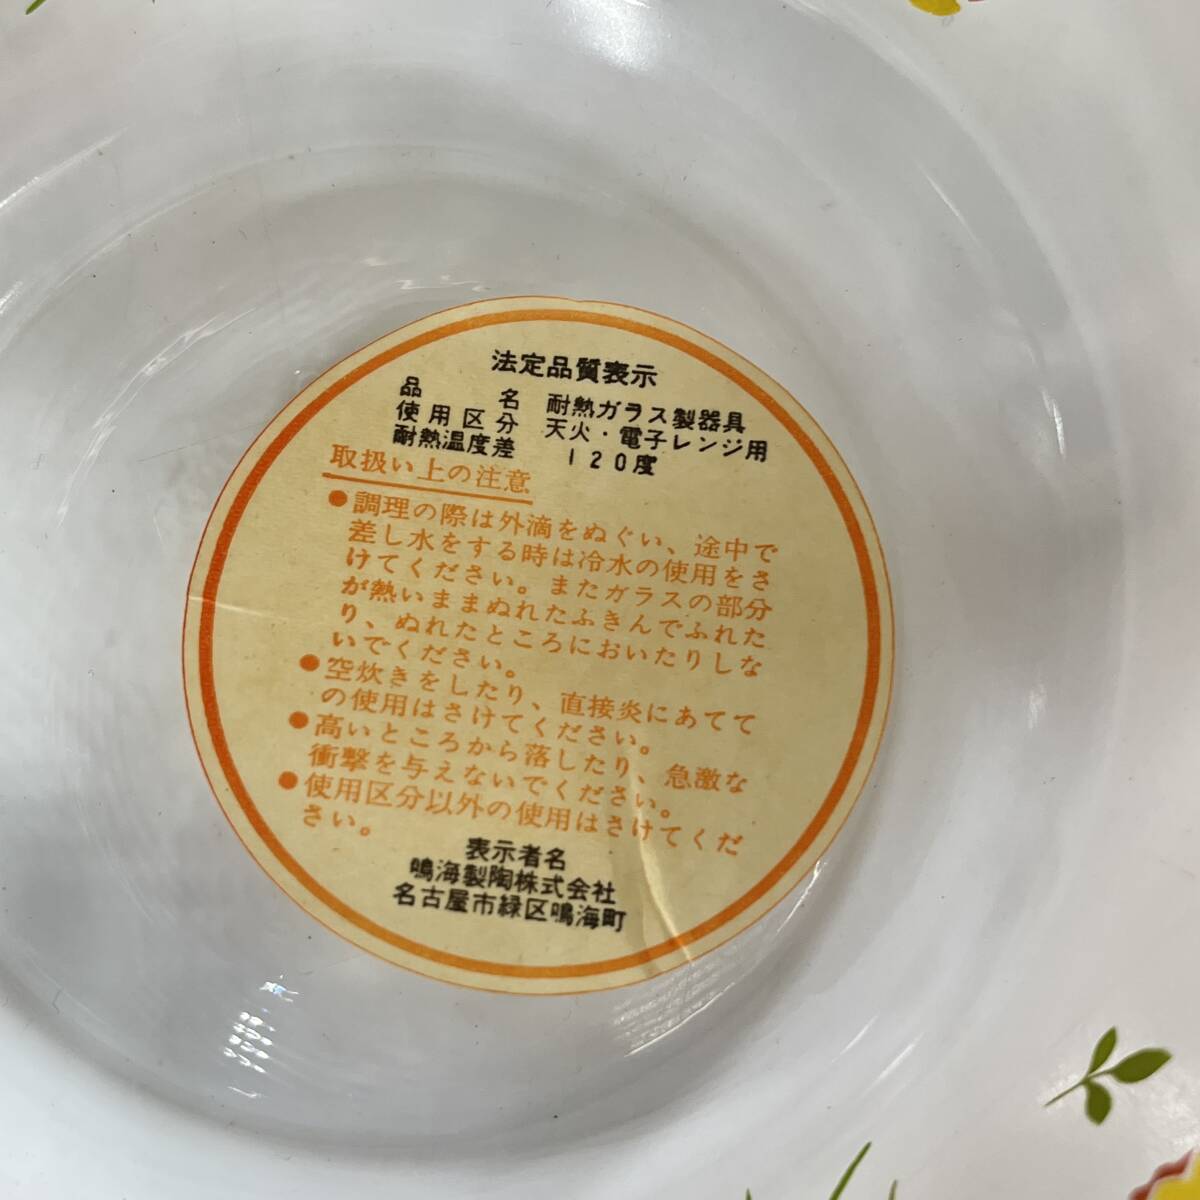 法定品質表示
品名 耐熱ガラス製器具
使用区分 天火・電子レンジ用
耐熱温度差 120度
取扱い上の注意
●調理の際は外滴をぬぐい、途中で
差し水をする時は冷水の使用をさ
けてください。またガラスの部分
が熱いままぬれたふきんでふれた
り、ぬれたところにおいたりしな
いでください。
●空炊きをしたり、直接炎にあてて
の使用はさけてください。
●高いところから落したり、急激な
衝撃を与えないでください。
●使用区分以外の使用はさけてくだ
さい。
表示者名
鳴海製陶株式会社
名古屋市緑区鳴海町